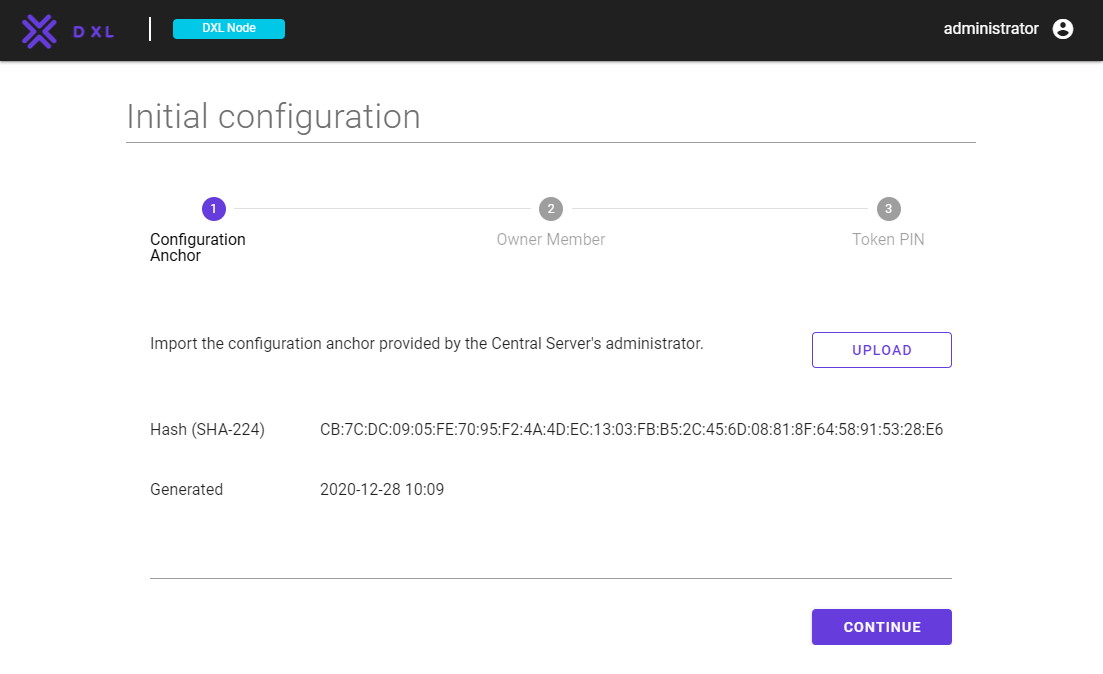 DXL
DXL Node
administrator
Initial configuration
1
2
3
Configuration
Anchor
Owner Member
Token PIN
Import the configuration anchor provided by the Central Server's administrator.
UPLOAD
Hash (SHA-224)
CB:7C:DC:09:05:FE:70:95:F2:4A:4D:EC:13:03:FB:B5:2C:45:6D:08:81:8F:64:58:91:53:28:E6
Generated
2020-12-28 10:09
CONTINUE